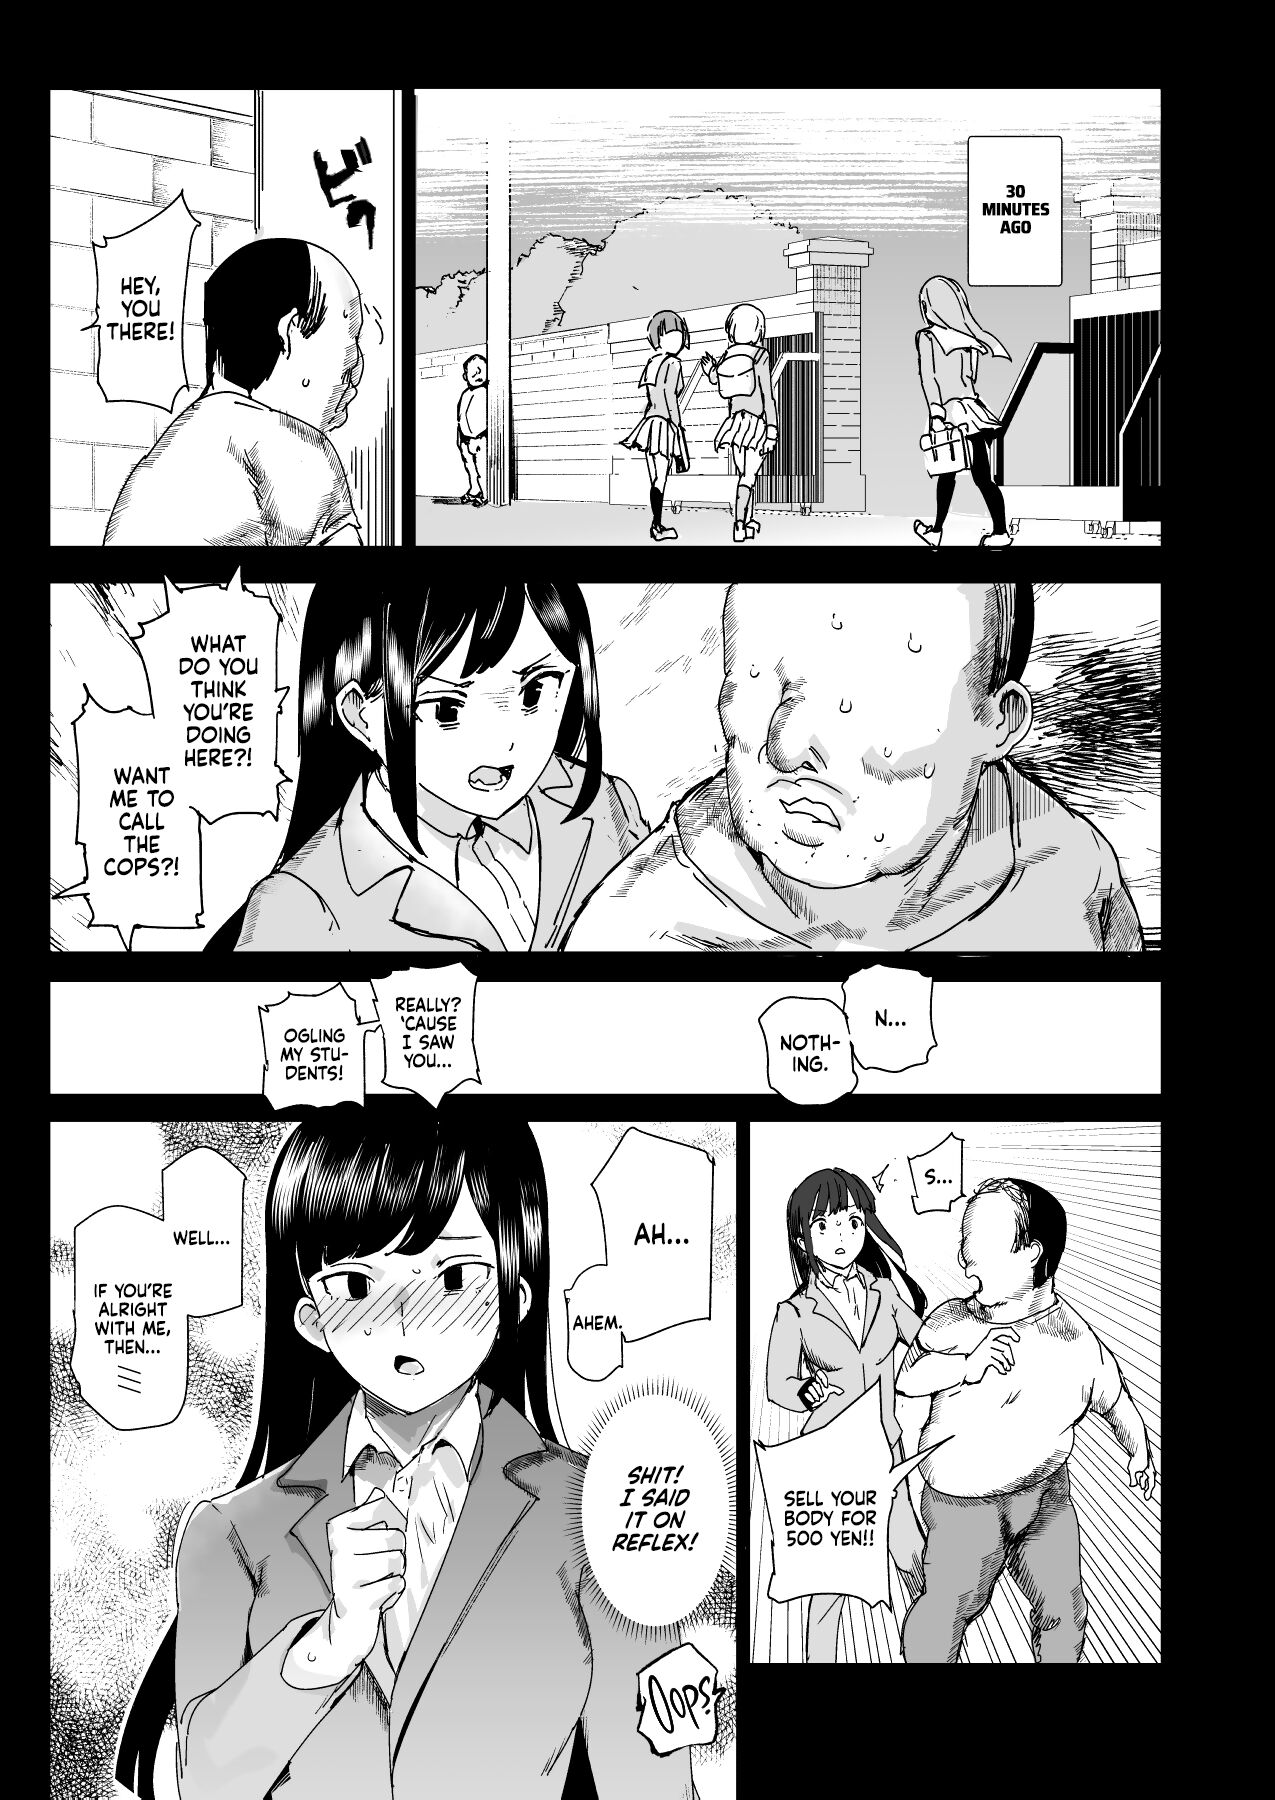 30
MINUTES
AGO
ビ
クッ
HEY,
YOU
THERE!
WHAT
DO YOU
THINK
YOU'RE
DOING
HERE?!
WANT
ME TO
CALL
THE
COPS?!
N...
NOTH-
ING.
REALLY?
'CAUSE
I SAW
YOU...
OGLING
MY STU-
DENTS!
S...
SELL YOUR
BODY FOR
500 YEN!!
AH...
AHEM.
SHIT!
I SAID
IT ON
REFLEX!
OOPS!
WELL...
IF YOU'RE
ALRIGHT
WITH ME,
THEN...